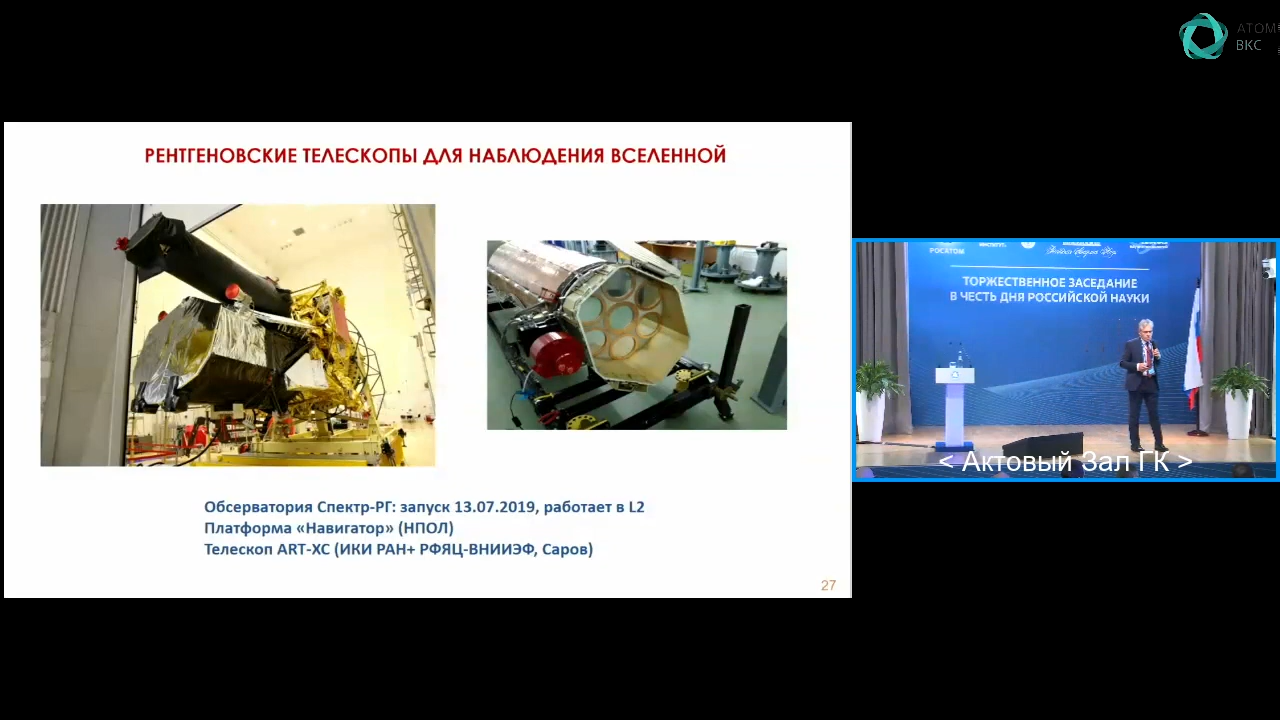 АТОМ
ВКС
РЕНТГЕНОВСКИЕ ТЕЛЕСКОПЫ ДЛЯ НАБЛЮДЕНИЯ ВСЕЛЕННОЙ
Обсерватория Спектр-РГ: запуск 13.07.2019, работает в L2
Платформа «Навигатор» (НПОЛ)
Телескоп ART-XC (ИКИ РАН+ РФЯЦ-ВНИИЭФ, Саров)
27
РОСАТОМ
ТОРЖЕСТВЕННОЕ ЗАСЕДАНИЕ
В ЧЕСТЬ ДНЯ РОССИЙСКОЙ НАУКИ
< Актовый Зал ГК >